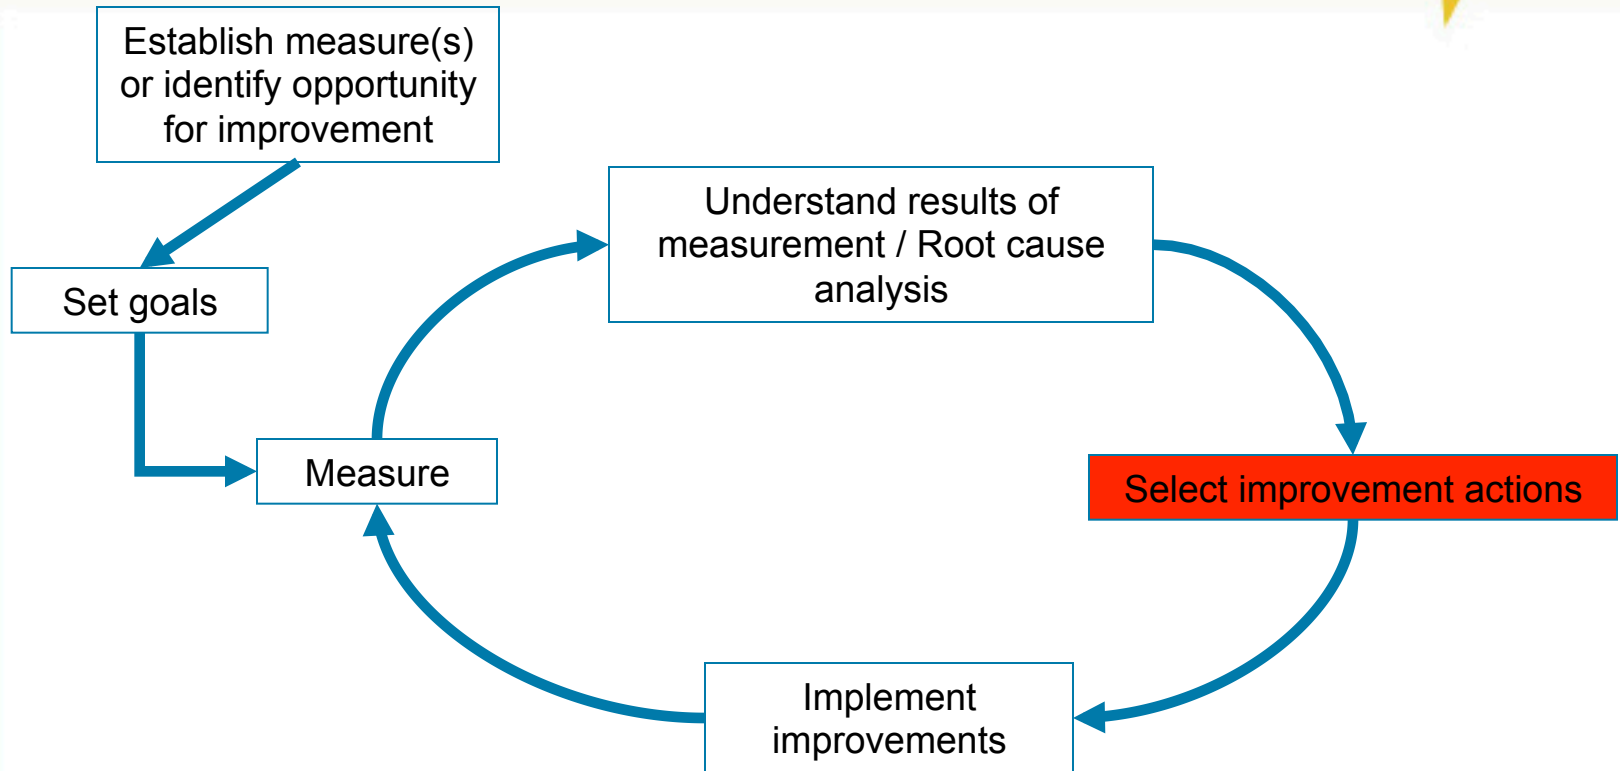 Establish measure(s)
or identify opportunity
for improvement
Set goals
Understand results of
measurement / Root cause
analysis
Measure
Select improvement actions
Implement
improvements